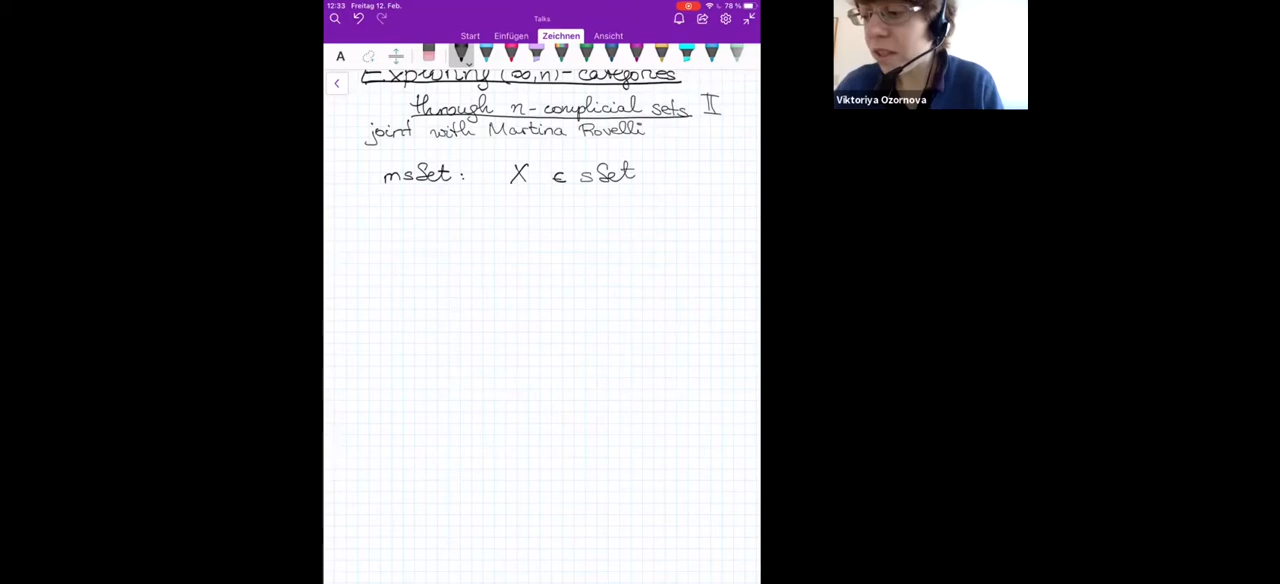 12:33 Freitag 12. Feb.
78 %
Talks
Start Einfügen Zeichnen Ansicht
A
Exploring (∞,n)-categories
through n-complicial sets II
joint with Martina Rovelli
msSet: X ∈ sSet
Viktoriya Ozornova